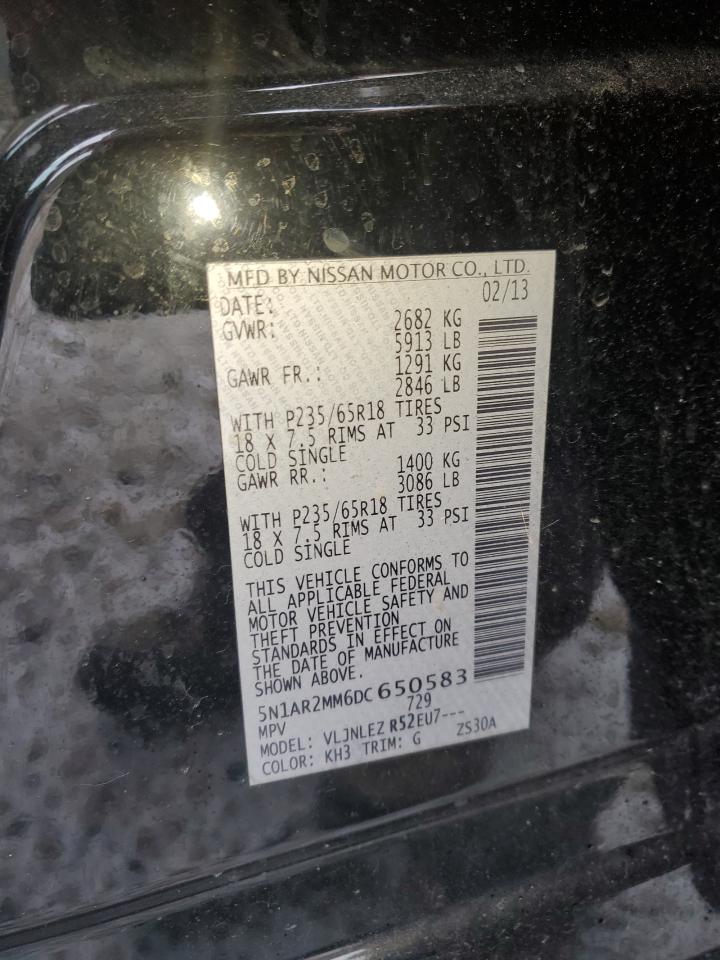 MFD BY NISSAN MOTOR CO., LTD.
DATE: 02/13
GVWR: 2682 KG
5913 LB
GAWR FR.: 1291 KG
2846 LB
WITH P235/65R18 TIRES
18 X 7.5 RIMS AT 33 PSI
COLD SINGLE
GAWR RR.: 1400 KG
3086 LB
WITH P235/65R18 TIRES
18 X 7.5 RIMS AT 33 PSI
COLD SINGLE
THIS VEHICLE CONFORMS TO
ALL APPLICABLE FEDERAL
MOTOR VEHICLE SAFETY AND
THEFT PREVENTION
STANDARDS IN EFFECT ON
THE DATE OF MANUFACTURE
SHOWN ABOVE.
5N1AR2MM6DC650583
MPV 729
MODEL: VLJNLEZ R52EU7---
COLOR: KH3 TRIM: G ZS30A